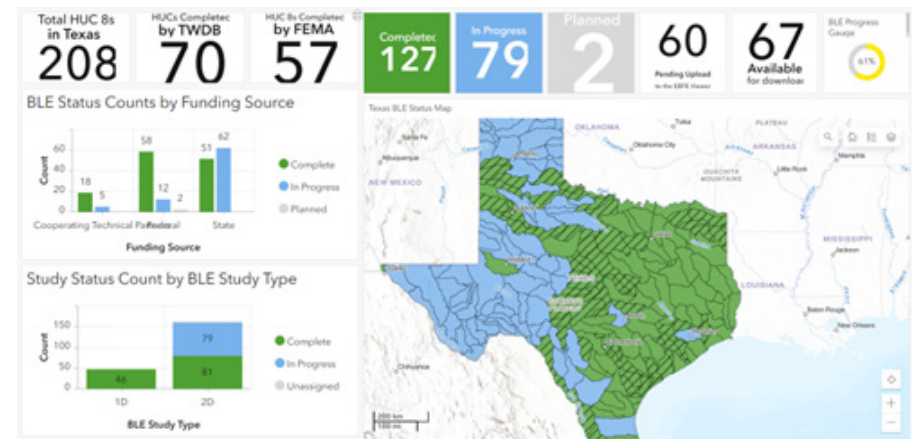 Total HUC 8s
in Texas
208
HUCs Completed
by TWDB
70
HUC 8s Completed
by FEMA
57
Completed
127
In Progress
79
Planned
2
60
Pending Upload
to the EBFE Viewer
67
Available
for download
BLE Progress
Gauge
61%
BLE Status Counts by Funding Source
Count
60
40
20
0
18
5
58
12
2
51
62
Cooperating Technical
Federal
State
Funding Source
Complete
In Progress
Planned
Study Status Count by BLE Study Type
Count
150
100
50
0
46
79
81
1D
2D
BLE Study Type
Complete
In Progress
Unassigned
Texas BLE Status Map
Santa Fe
Albuquerque
NEW MEXICO
OKLAHOMA
Tulsa
Oklahoma City
PLATEAU
ARKANSAS
OUACHITA
MOUNTAINS
Little Rock
Memphis
MISSISSIPPI
Jackson
LOUISIANA
Baton Rouge
New Orleans
Chihuahua
200 km
100 mi